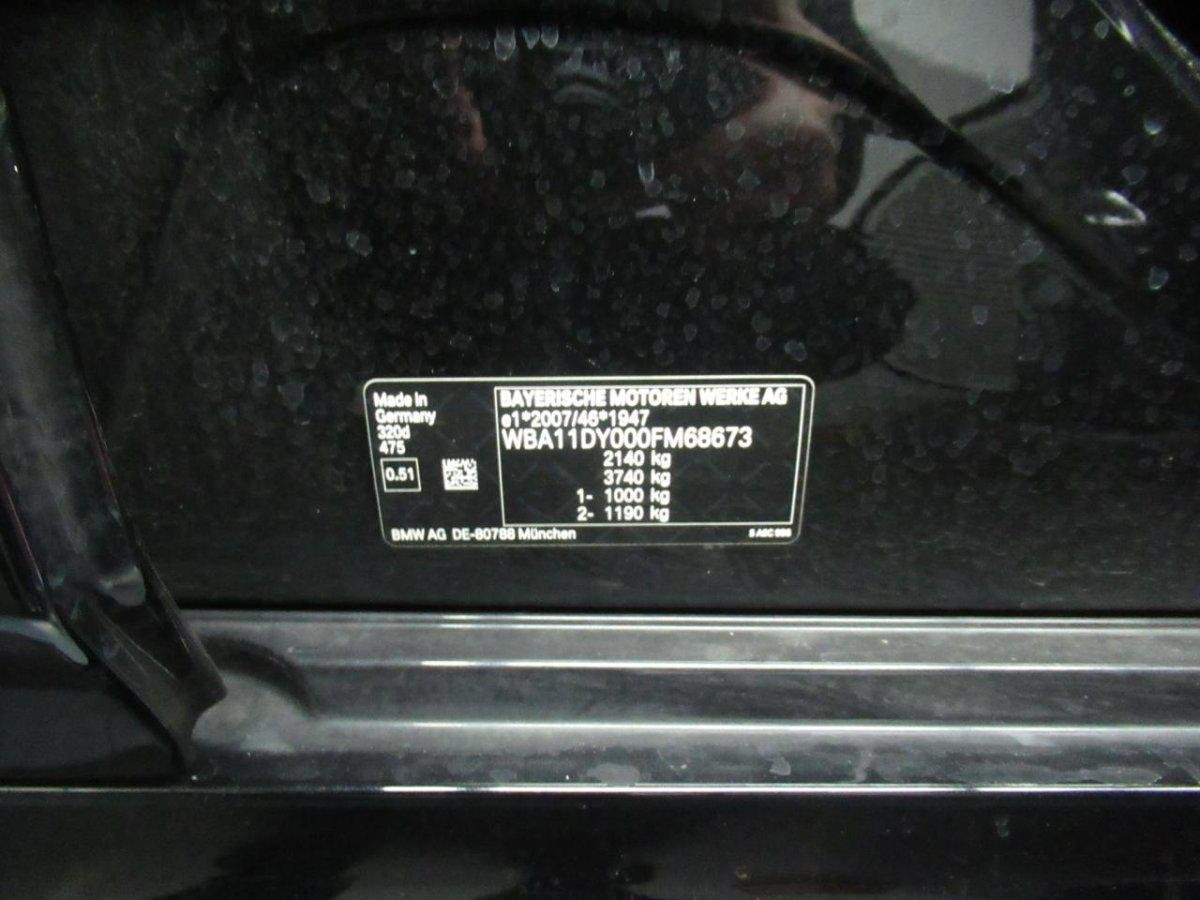 Made in
Germany
320d
475
0.51
BAYERISCHE MOTOREN WERKE AG
e1*2007/46*1947
WBA11DY000FM68673
2140 kg
3740 kg
1- 1000 kg
2- 1190 kg
BMW AG DE-80788 München